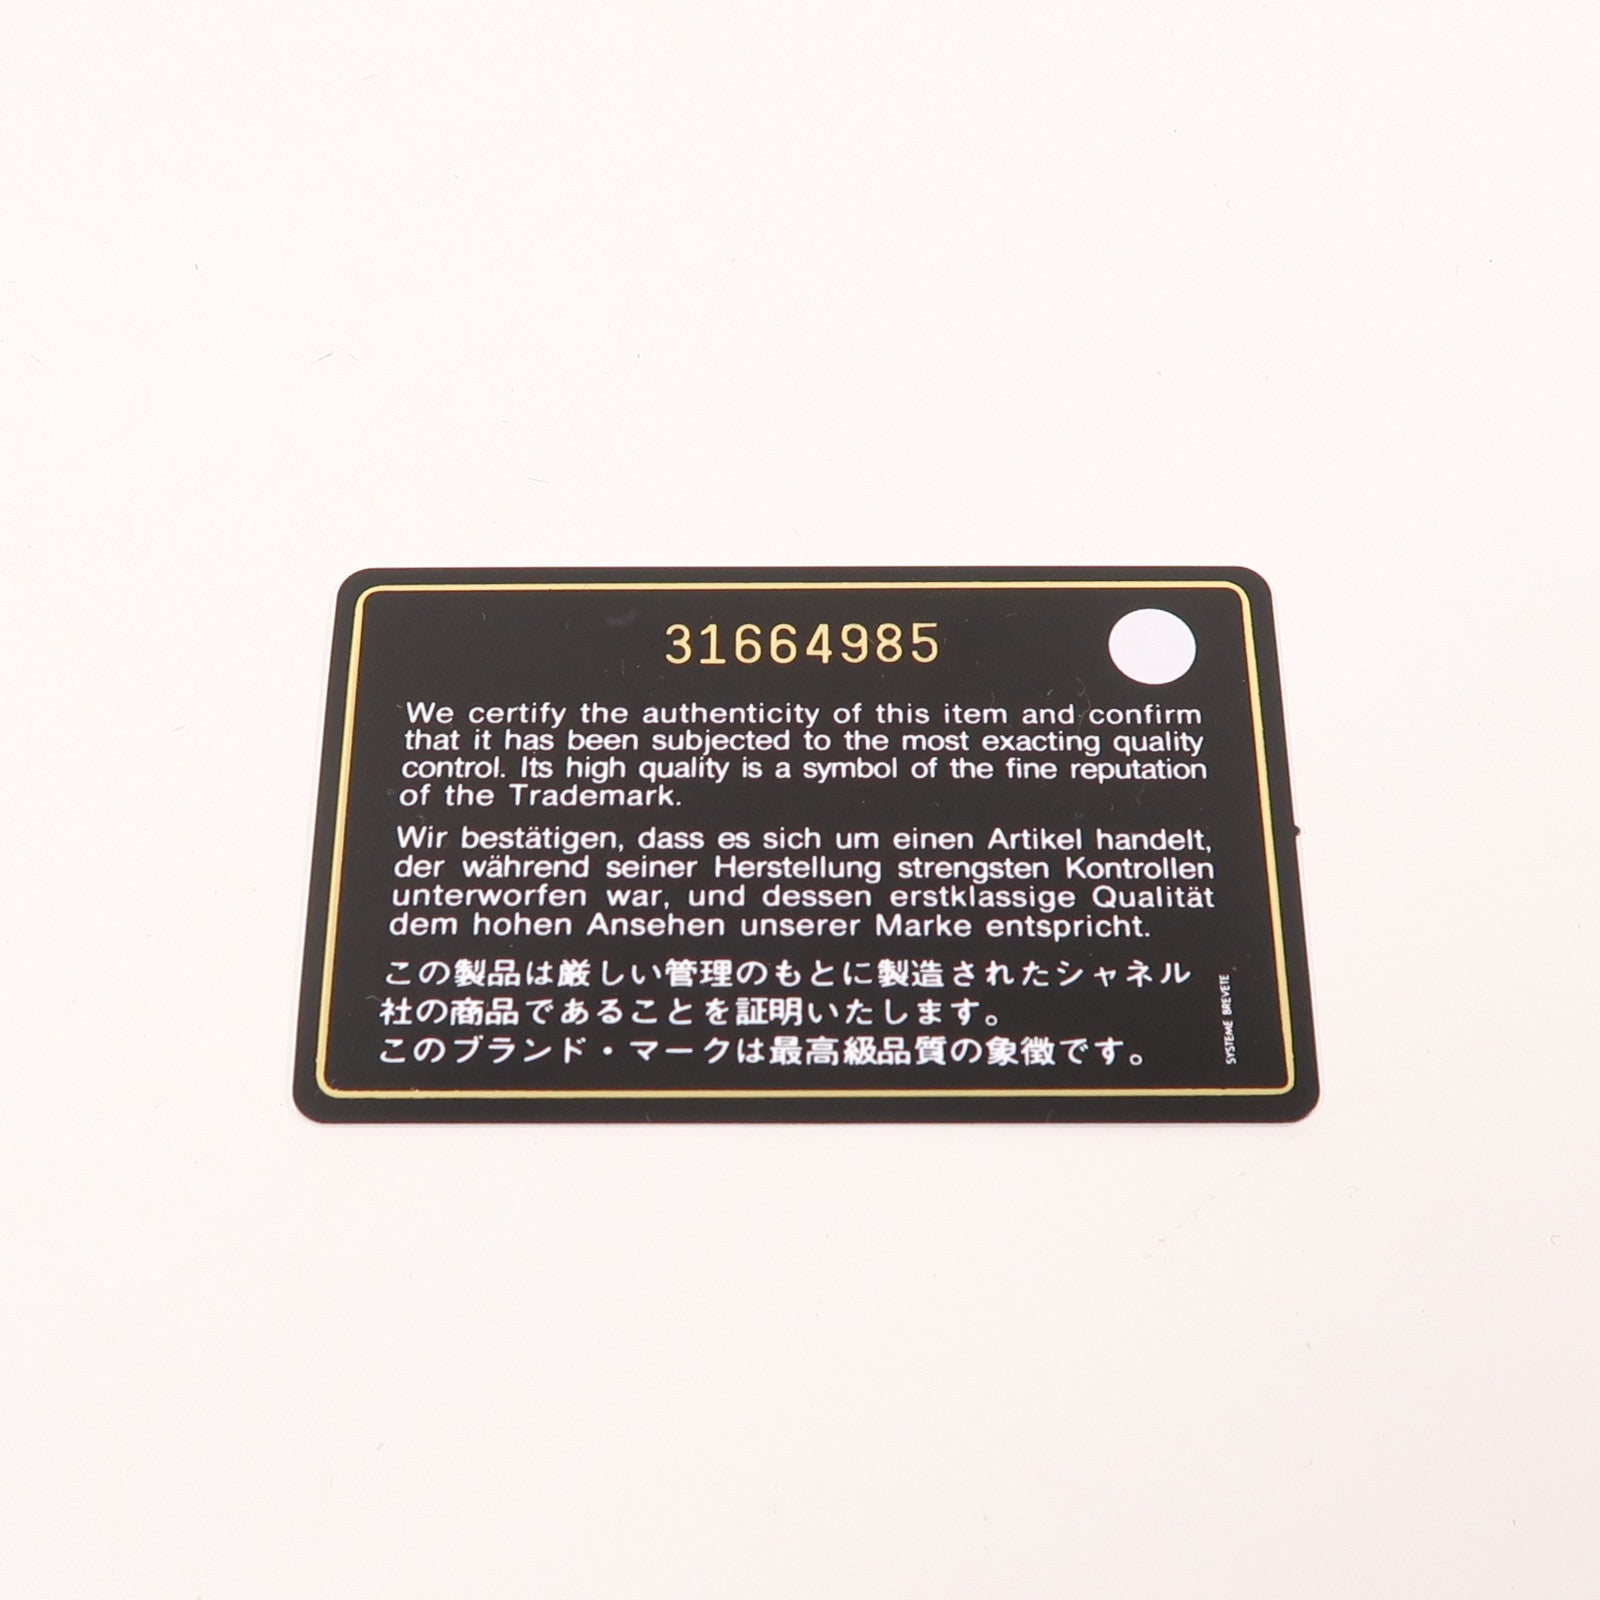 31664985
We certify the authenticity of this item and confirm
that it has been subjected to the most exacting quality
control. Its high quality is a symbol of the fine reputation
of the Trademark.
Wir bestätigen, dass es sich um einen Artikel handelt,
der während seiner Herstellung strengsten Kontrollen
unterworfen war, und dessen erstklassige Qualität
dem hohen Ansehen unserer Marke entspricht.
この製品は厳しい管理のもとに製造されたシャネル
社の商品であることを証明いたします。
このブランド・マークは最高級品質の象徴です。
SYSTEME BREVETE